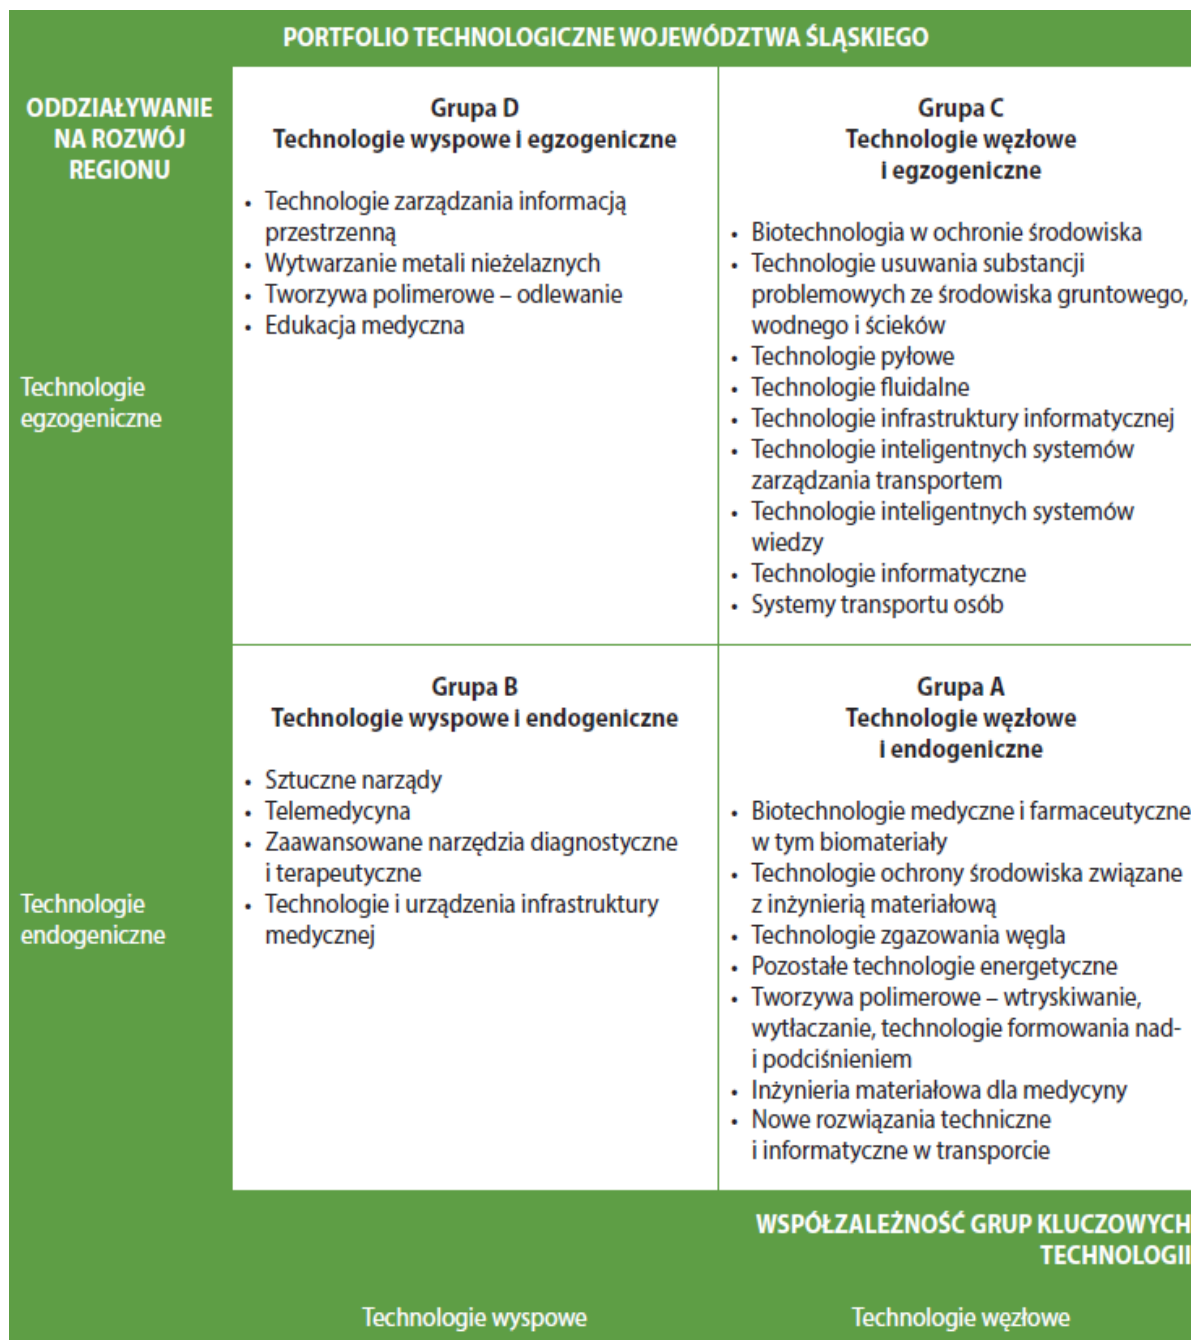 PORTFOLIO TECHNOLOGICZNE WOJEWÓDZTWA ŚLĄSKIEGO
ODDZIAŁYWANIE
NA ROZWÓJ
REGIONU
Grupa D
Technologie wyspowe i egzogeniczne
• Technologie zarządzania informacją
przestrzenną
• Wytwarzanie metali nieżelaznych
• Tworzywa polimerowe – odlewanie
• Edukacja medyczna
Grupa C
Technologie węzłowe
i egzogeniczne
• Biotechnologia w ochronie środowiska
• Technologie usuwania substancji
problemowych ze środowiska gruntowego,
wodnego i ścieków
• Technologie pyłowe
• Technologie fluidalne
• Technologie infrastruktury informatycznej
• Technologie inteligentnych systemów
zarządzania transportem
• Technologie inteligentnych systemów
wiedzy
• Technologie informatyczne
• Systemy transportu osób
Technologie
egzogeniczne
Grupa B
Technologie wyspowe i endogeniczne
• Sztuczne narządy
• Telemedycyna
• Zaawansowane narzędzia diagnostyczne
i terapeutyczne
• Technologie i urządzenia infrastruktury
medycznej
Grupa A
Technologie węzłowe
i endogeniczne
• Biotechnologie medyczne i farmaceutyczne
w tym biomateriały
• Technologie ochrony środowiska związane
z inżynierią materiałową
• Technologie zgazowania węgla
• Pozostałe technologie energetyczne
• Tworzywa polimerowe – wtryskiwanie,
wytłaczanie, technologie formowania nad-
i podciśnieniem
• Inżynieria materiałowa dla medycyny
• Nowe rozwiązania techniczne
i informatyczne w transporcie
Technologie
endogeniczne
WSPÓŁZALEŻNOŚĆ GRUP KLUCZOWYCH
TECHNOLOGII
Technologie wyspowe
Technologie węzłowe